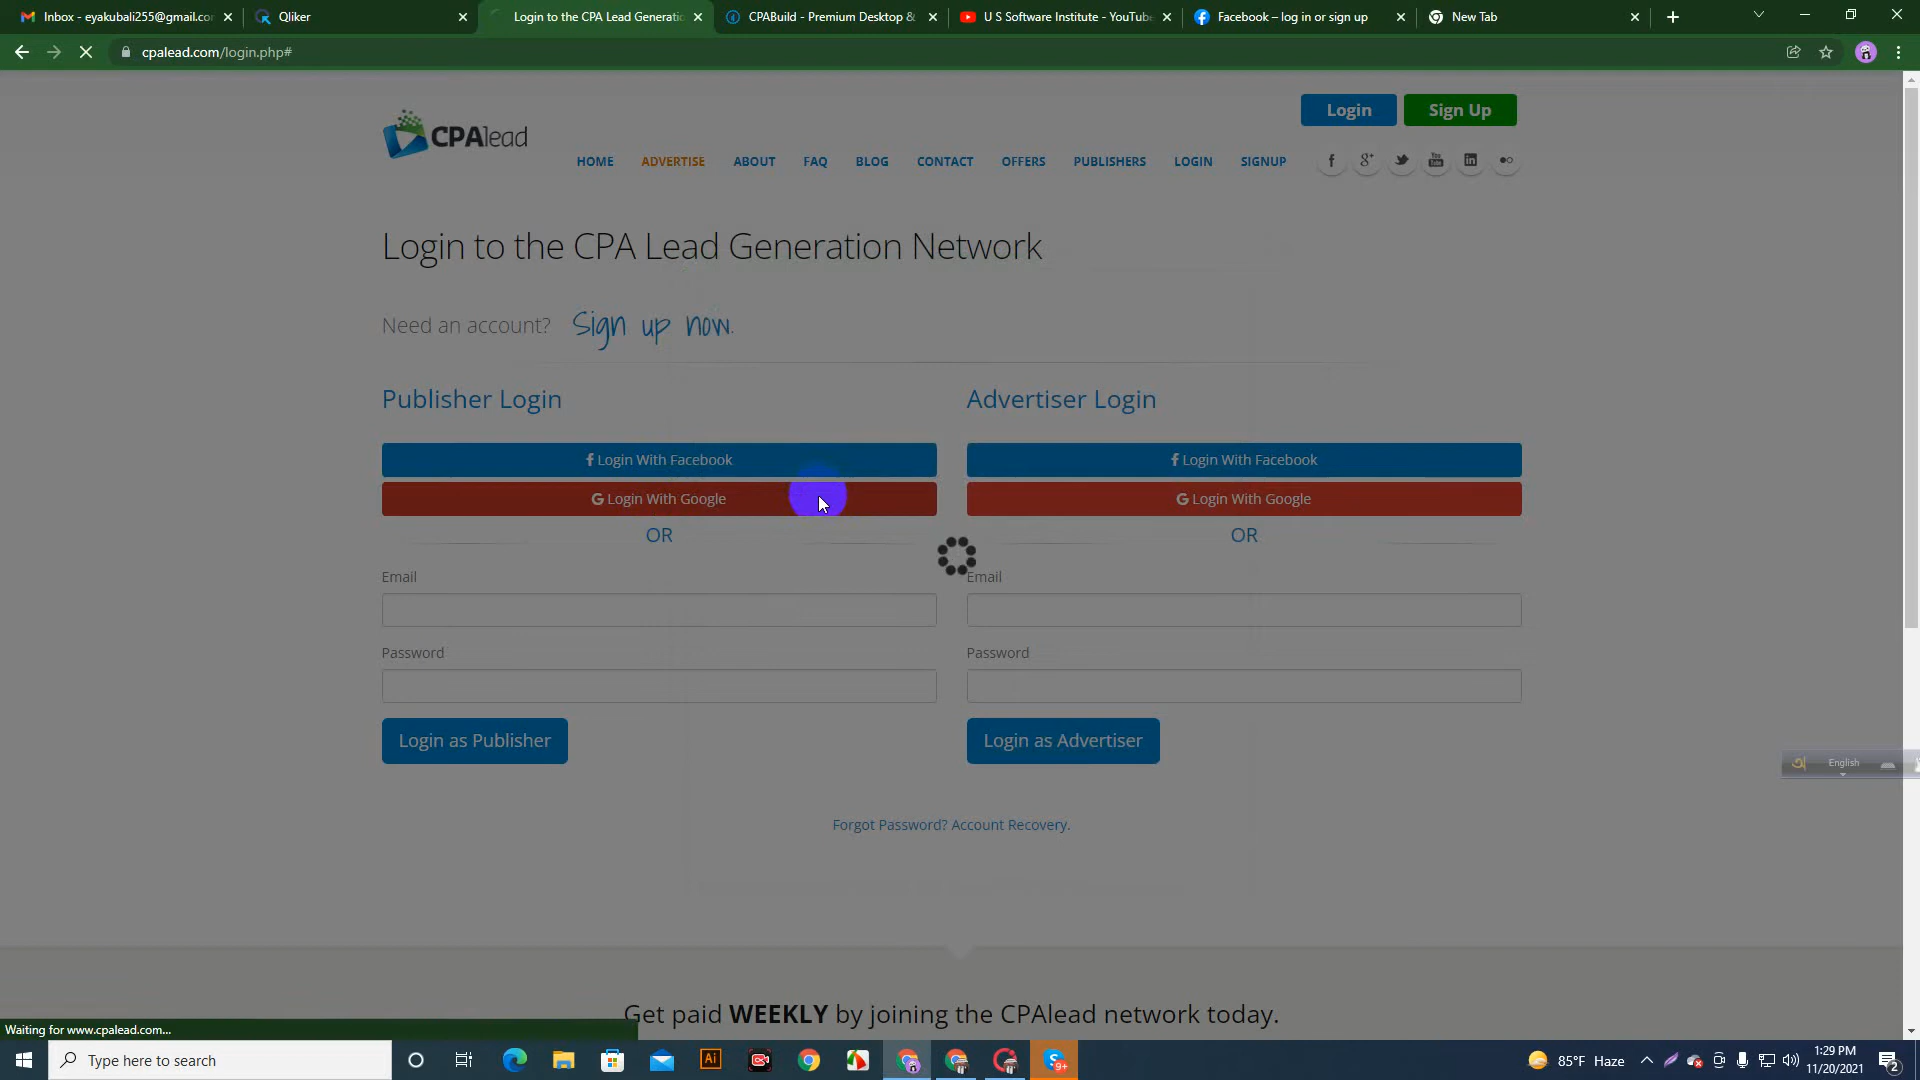 Inbox - eyakubali255@gmail.co
Qliker
Login to the CPA Lead Generatio
CPABuild - Premium Desktop &
U S Software Institute - YouTube
Facebook – log in or sign up
New Tab
cpalead.com/login.php#
Login
Sign Up
CPAlead
HOME ADVERTISE ABOUT FAQ BLOG CONTACT OFFERS PUBLISHERS LOGIN SIGNUP
Login to the CPA Lead Generation Network
Need an account? Sign up now.
Publisher Login
Advertiser Login
Login With Facebook
Login With Facebook
Login With Google
Login With Google
OR
OR
Email
Email
Password
Password
Login as Publisher
Login as Advertiser
English
Forgot Password? Account Recovery.
Get paid WEEKLY by joining the CPAlead network today.
Waiting for www.cpalead.com...
Type here to search
Ai
9+
85°F Haze
1:29 PM
11/20/2021
2